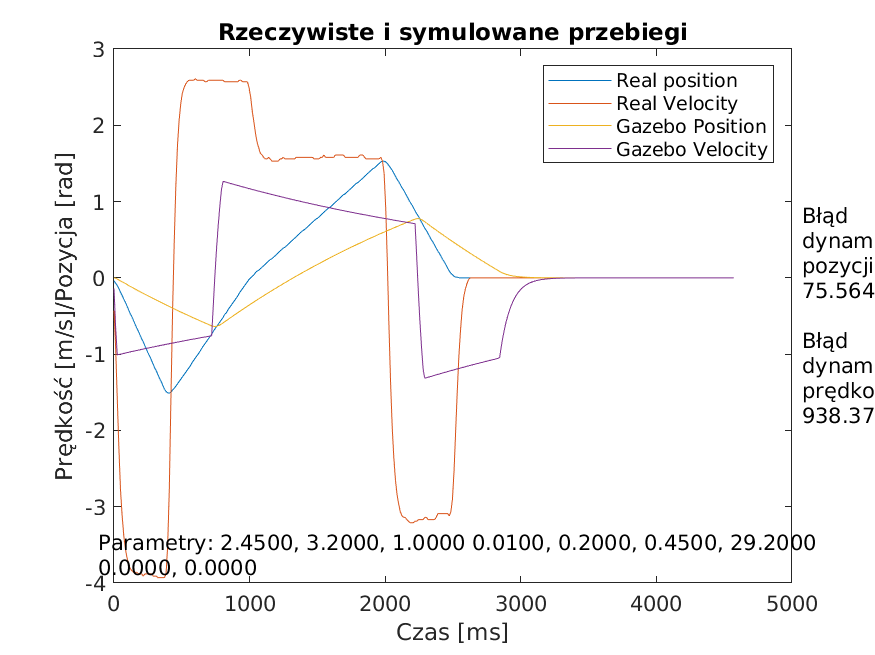 Rzeczywiste i symulowane przebiegi
3
2
1
0
-1
-2
-3
-4
Prędkość [m/s]/Pozycja [rad]
Real position
Real Velocity
Gazebo Position
Gazebo Velocity
Błąd
dynam
pozycji
75.564
Błąd
dynam
prędko
938.37
Parametry: 2.4500, 3.2000, 1.0000 0.0100, 0.2000, 0.4500, 29.2000
0.0000, 0.0000
0 1000 2000 3000 4000 5000
Czas [ms]